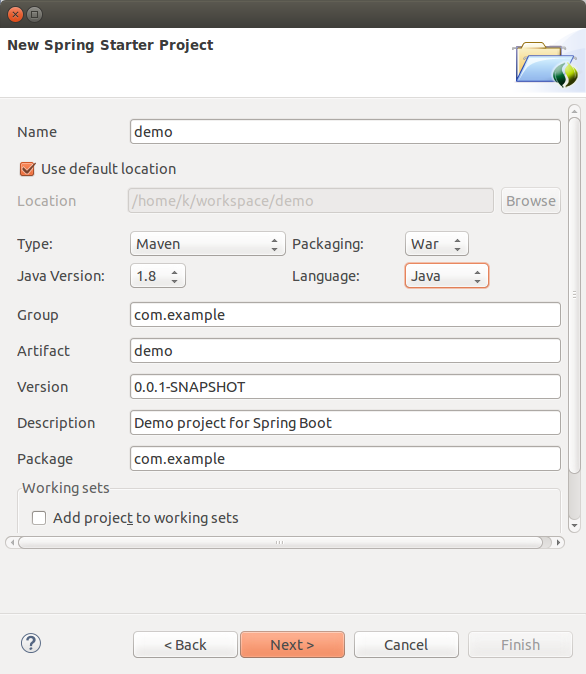 New Spring Starter Project
Name demo
Use default location
Location /home/k/workspace/demo Browse
Type: Maven Packaging: War
Java Version: 1.8 Language: Java
Group com.example
Artifact demo
Version 0.0.1-SNAPSHOT
Description Demo project for Spring Boot
Package com.example
Working sets
Add project to working sets
? < Back Next > Cancel Finish